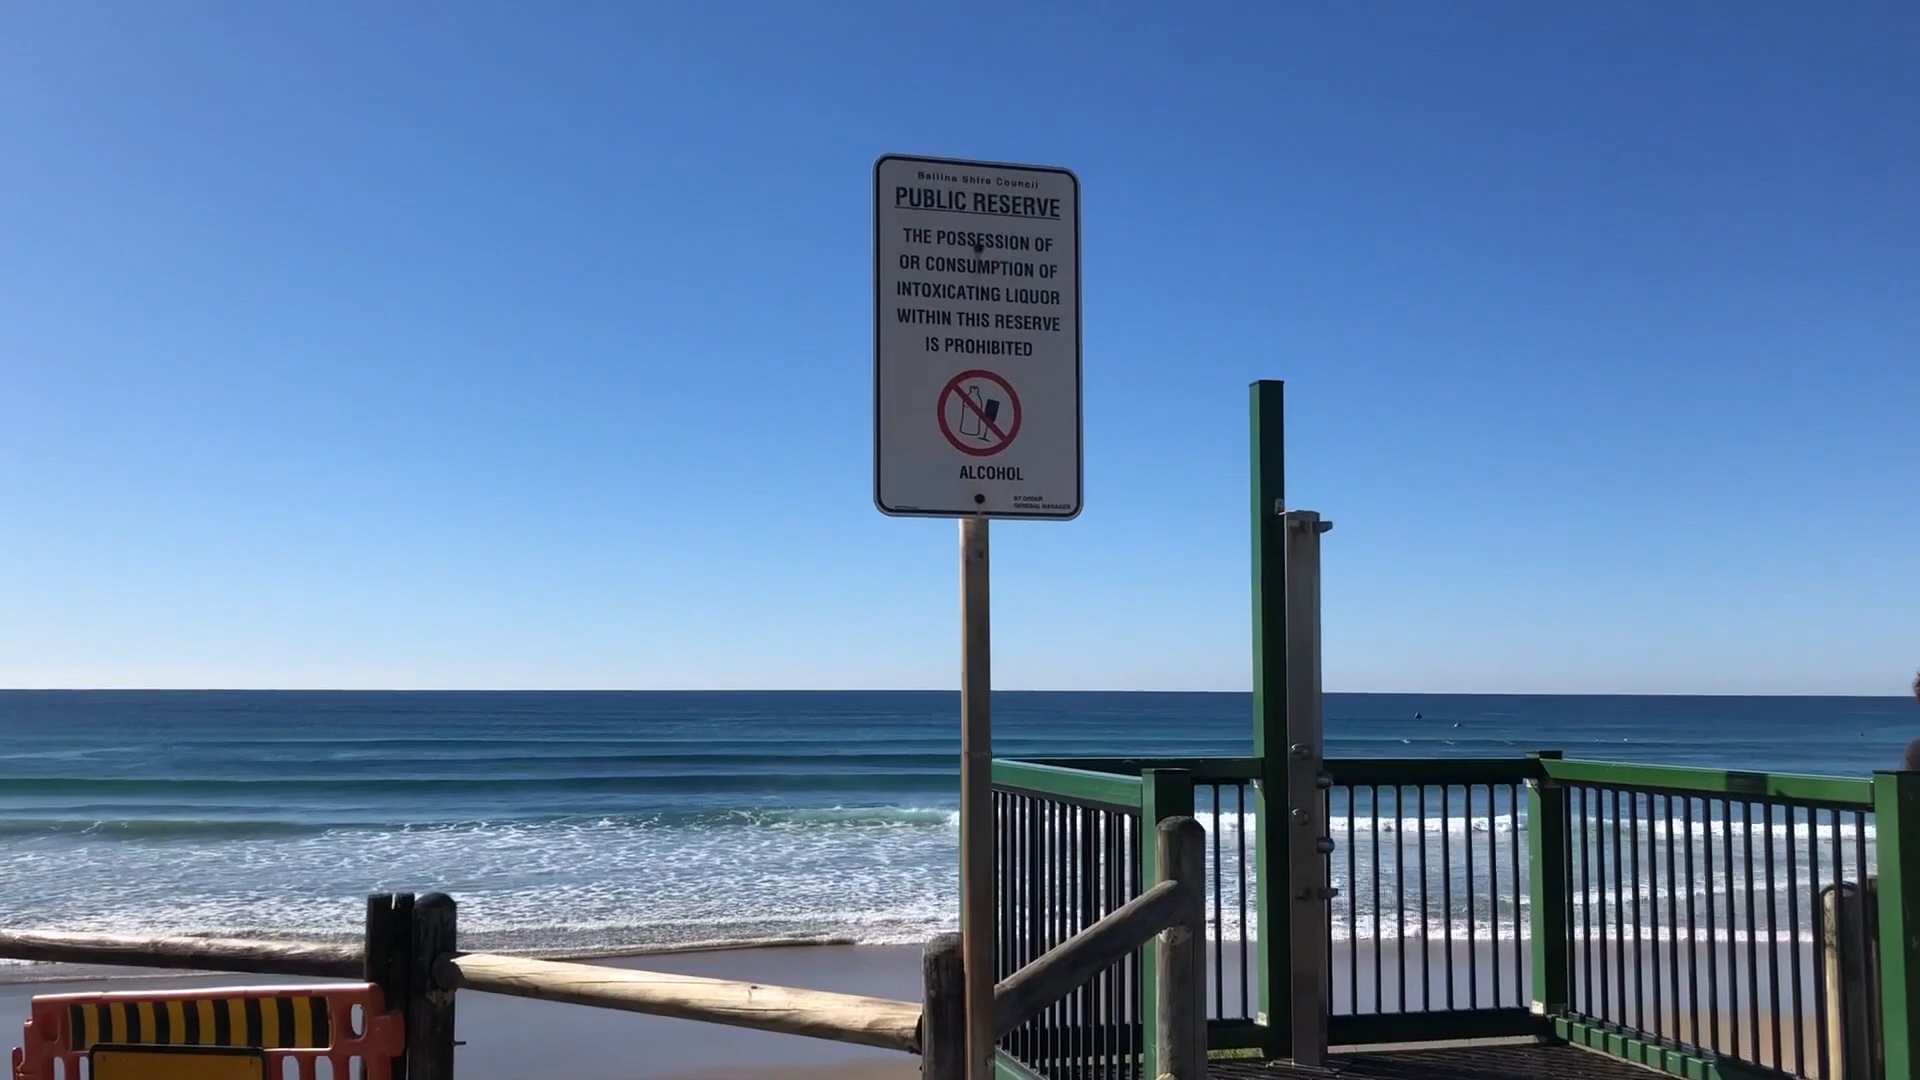 Ballina Shire Council
PUBLIC RESERVE
THE POSSESSION OF
OR CONSUMPTION OF
INTOXICATING LIQUOR
WITHIN THIS RESERVE
IS PROHIBITED
ALCOHOL
BY ORDER
GENERAL MANAGER